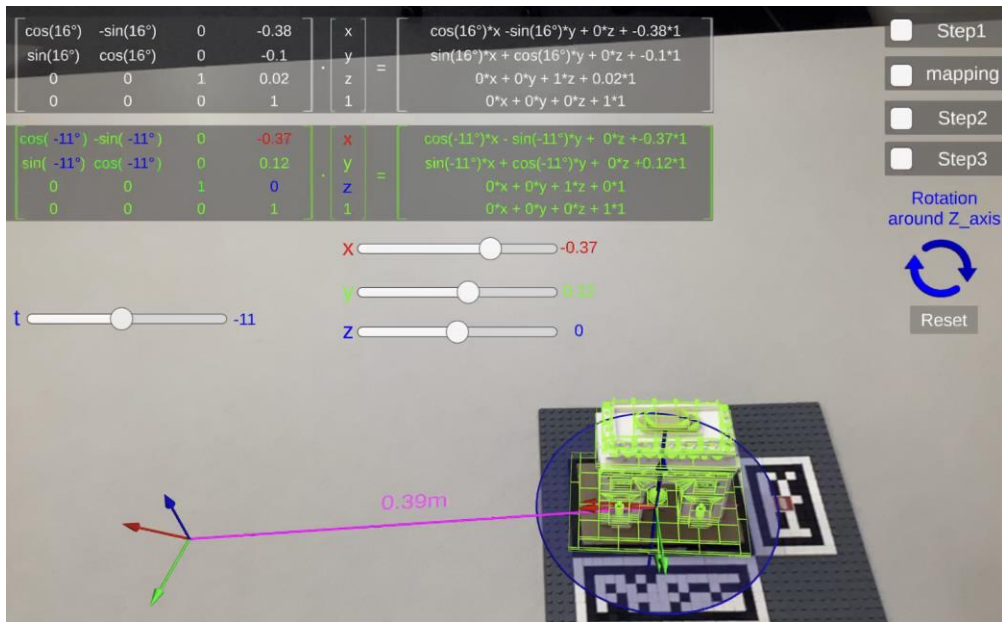 cos(16°) -sin(16°) 0 -0.38 x cos(16°)*x -sin(16°)*y + 0*z + -0.38*1
sin(16°) cos(16°) 0 -0.1 y sin(16°)*x + cos(16°)*y + 0*z + -0.1*1
0 0 1 0.02 · z = 0*x + 0*y + 1*z + 0.02*1
0 0 0 1 1 0*x + 0*y + 0*z + 1*1
cos( -11°) -sin( -11°) 0 -0.37 x cos(-11°)*x - sin(-11°)*y + 0*z +-0.37*1
sin( -11°) cos( -11°) 0 0.12 y sin(-11°)*x + cos(-11°)*y + 0*z +0.12*1
0 0 1 0 · z = 0*x + 0*y + 1*z + 0*1
0 0 0 1 1 0*x + 0*y + 0*z + 1*1
x -0.37
y 0.12
z 0
t -11
Step1
mapping
Step2
Step3
Rotation
around Z_axis
Reset
0.39m